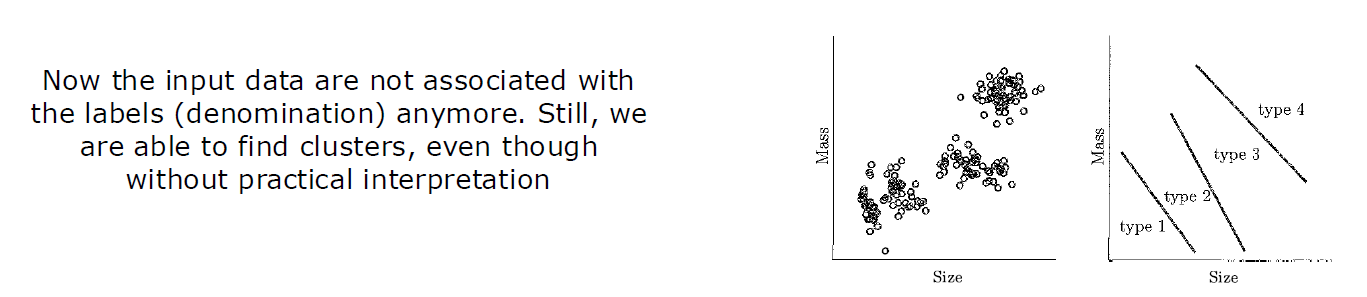 Now the input data are not associated with
the labels (denomination) anymore. Still, we
are able to find clusters, even though
without practical interpretation
Mass
Size
Mass
type 4
type 3
type 2
type 1
Size